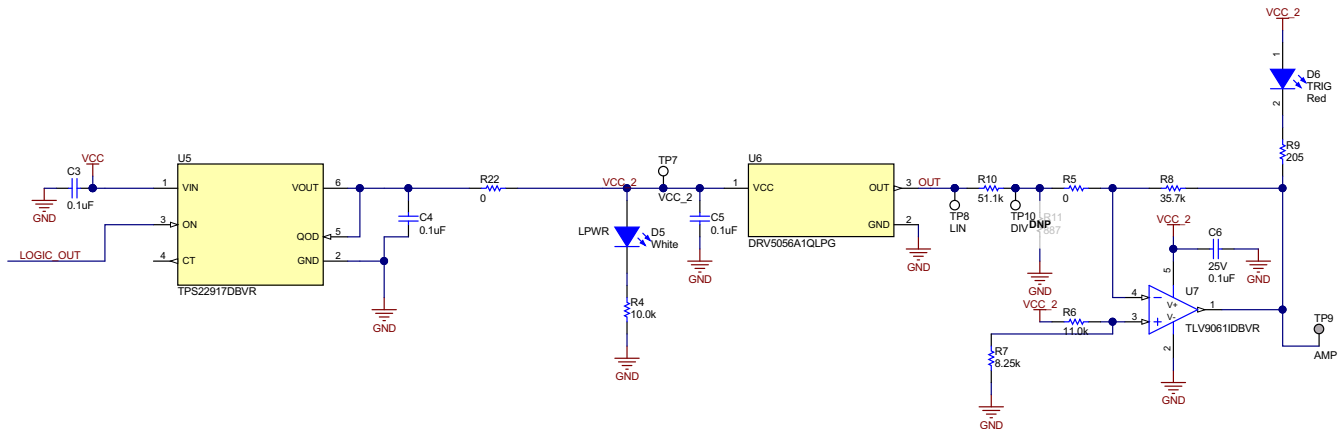 VCC_2
1
D6
TRIG
Red
2
R9
205
C3
0.1uF
GND
VCC
U5
1 VIN VOUT 6
3 ON QOD 5
4 CT GND 2
TPS22917DBVR
LOGIC_OUT
C4
0.1uF
GND
R22
0
VCC_2
TP7
VCC_2
LPWR
D5
White
R4
10.0k
GND
C5
0.1uF
GND
U6
1 VCC OUT 3
GND 2
DRV5056A1QLPG
GND
OUT
TP8
LIN
R10
51.1k
TP10
DIV
DNP
R11
887
GND
R5
0
R8
35.7k
VCC_2
C6
25V
0.1uF
GND
5
U7
4
V+
1
3
V-
TLV9061IDBVR
2
GND
VCC_2
R6
11.0k
R7
8.25k
GND
TP9
AMP